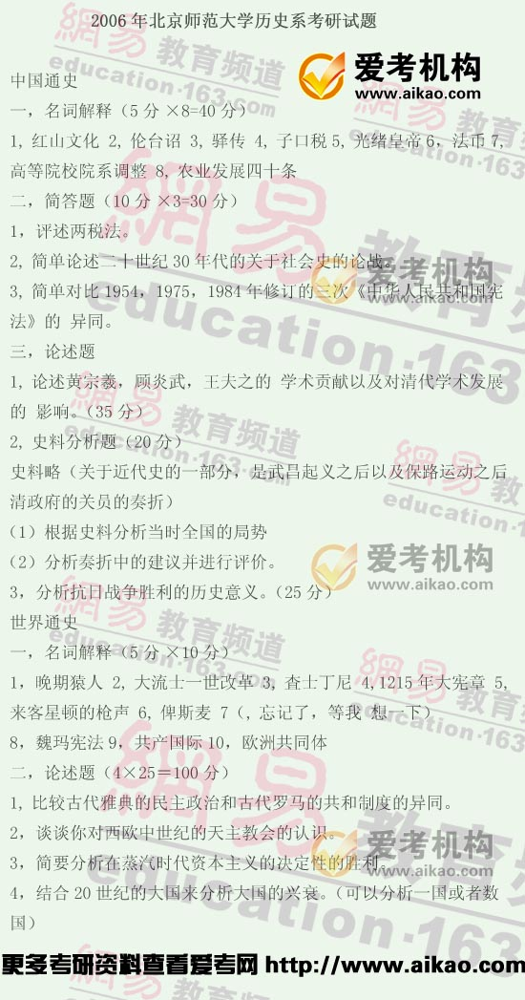 2006年北京师范大学历史系考研试题
爱考机构
www.aikao.com
網易 教育频道
education·163.com
中国通史
一，名词解释（5分 ×8=40分）
1, 红山文化 2, 伦台诏 3, 驿传 4, 子口税 5, 光绪皇帝 6, 法币 7,
高等院校院系调整 8, 农业发展四十条
二，简答题（10分 ×3=30分）
1，评述两税法。
2, 简单论述二十世纪30年代的关于社会史的论战。
3, 简单对比1954，1975，1984年修订的三次《中华人民共和国宪
法》的 异同。
三，论述题
1, 论述黄宗羲，顾炎武，王夫之的 学术贡献以及对清代学术发展
的 影响。（35分）
2, 史料分析题（20分）
史料略（关于近代史的一部分，是武昌起义之后以及保路运动之后
清政府的关员的奏折）
（1）根据史料分析当时全国的局势
（2）分析奏折中的建议并进行评价。
爱考机构
www.aikao.com
3，分析抗日战争胜利的历史意义。（25分）
世界通史
一，名词解释（5分 ×10分）
1，晚期猿人 2, 大流士一世改革 3, 查士丁尼 4,1215年大宪章 5,
来客星顿的枪声 6, 俾斯麦 7（, 忘记了，等我 想一下）
8，魏玛宪法 9，共产国际 10，欧洲共同体
二，论述题（4×25＝100分）
1, 比较古代雅典的民主政治和古代罗马的共和制度的异同。
2，谈谈你对西欧中世纪的天主教会的认识。
爱考机构
www.aikao.com
3，简要分析在蒸汽时代资本主义的决定性的胜利。
4，结合20世纪的大国来分析大国的兴衰。（可以分析一国或者数
国）
更多考研资料查看爱考网 http://www.aikao.com